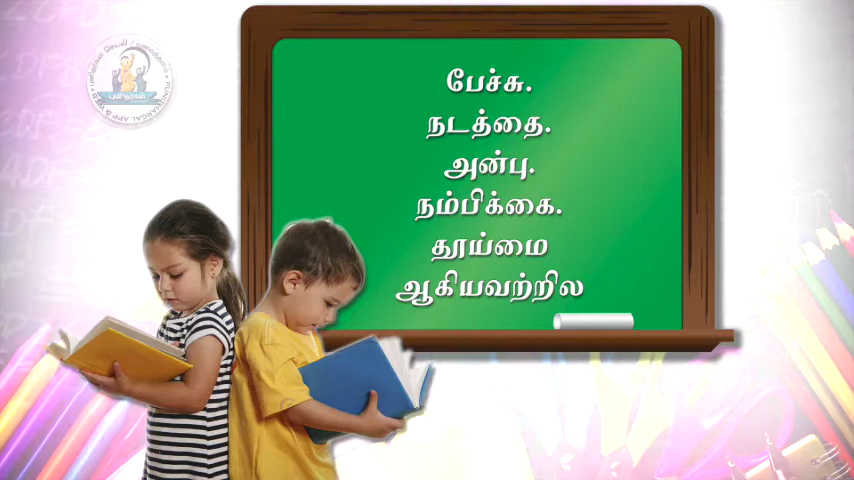 பேச்சு.
நடத்தை.
அன்பு.
நம்பிக்கை.
தூய்மை
ஆகியவற்றில